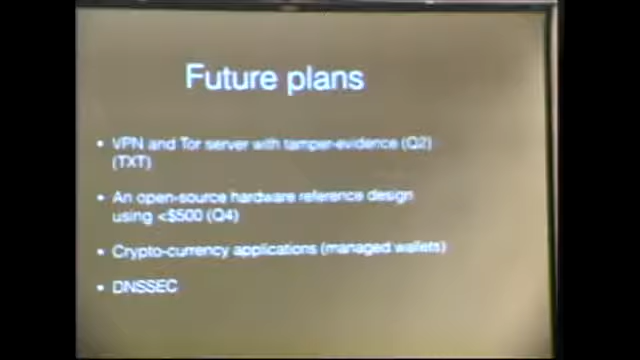 Future plans
• VPN and Tor server with tamper-evidence (Q2)
(TXT)
• An open-source hardware reference design
using <$500 (Q4)
• Crypto-currency applications (managed wallets)
• DNSSEC